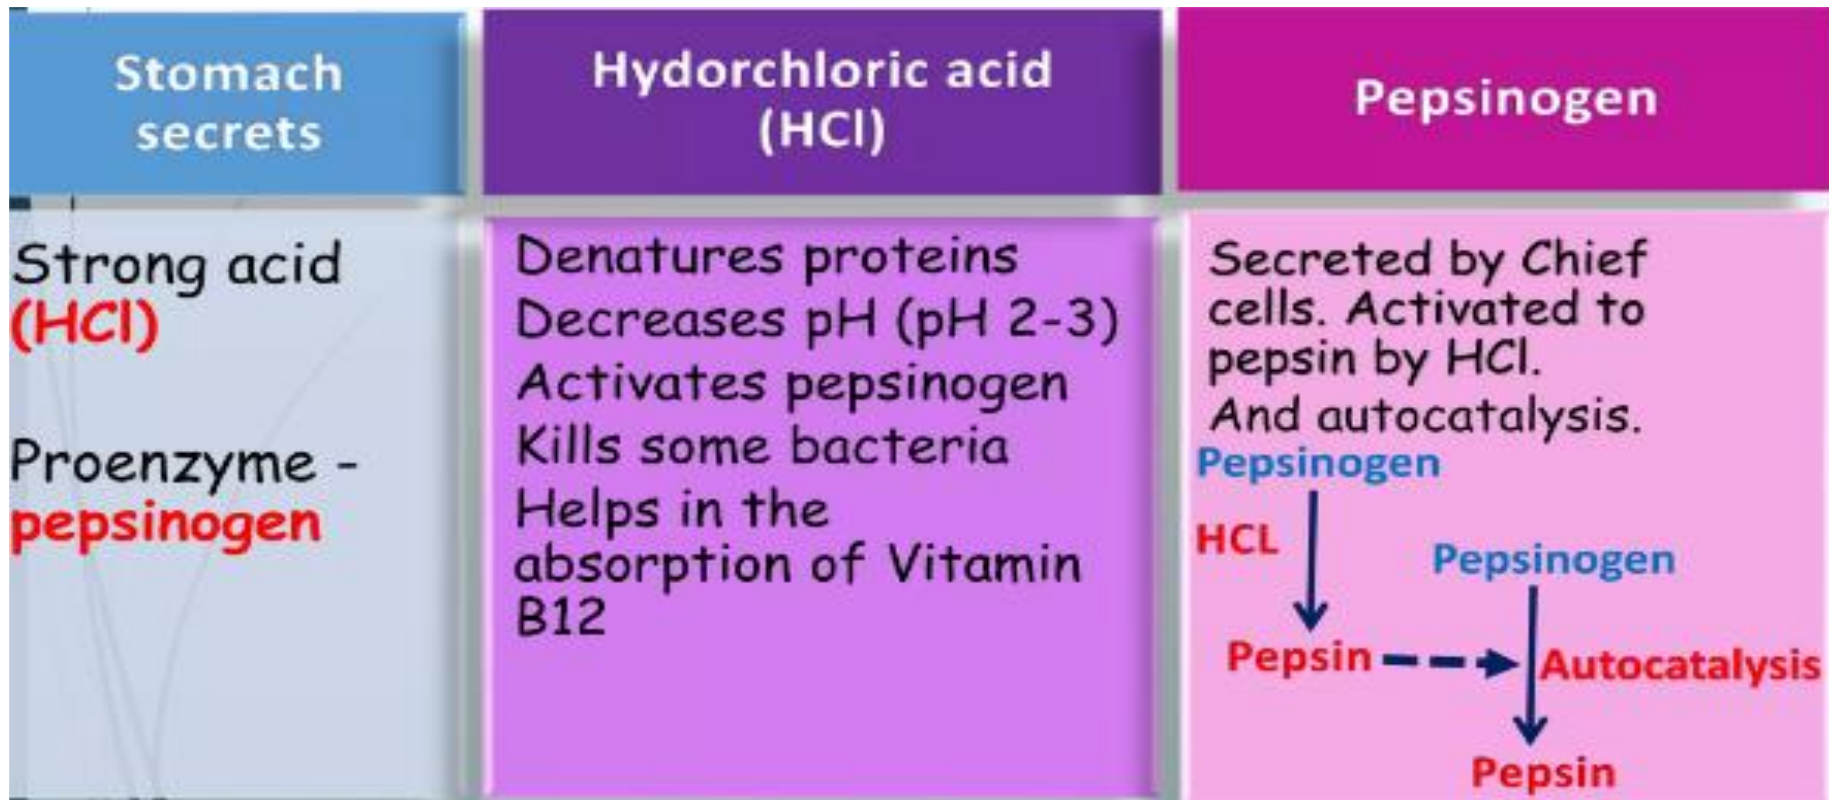 Stomach
secrets
Hydorchloric acid
(HCl)
Pepsinogen
Strong acid
(HCl)
Proenzyme -
pepsinogen
Denatures proteins
Decreases pH (pH 2-3)
Activates pepsinogen
Kills some bacteria
Helps in the
absorption of Vitamin
B12
Secreted by Chief
cells. Activated to
pepsin by HCl.
And autocatalysis.
Pepsinogen
HCL
Pepsinogen
Pepsin
Autocatalysis
Pepsin